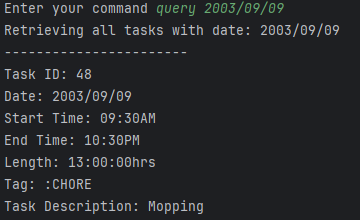 Enter your command query 2003/09/09
Retrieving all tasks with date: 2003/09/09
-----------------------
Task ID: 48
Date: 2003/09/09
Start Time: 09:30AM
End Time: 10:30PM
Length: 13:00:00hrs
Tag: :CHORE
Task Description: Mopping